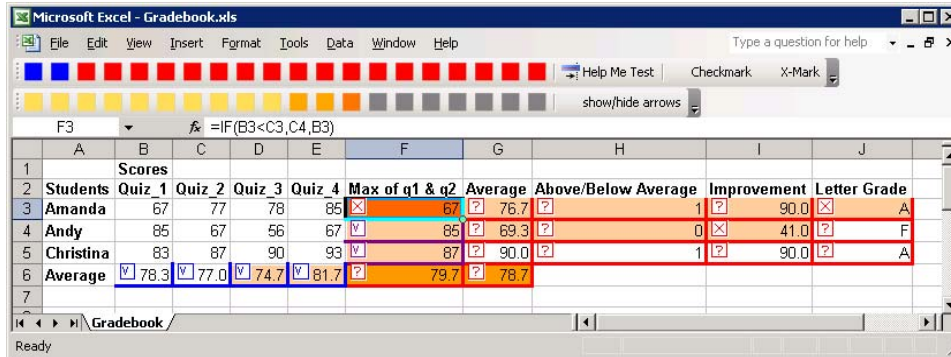 Microsoft Excel - Gradebook.xls
File Edit View Insert Format Tools Data Window Help Type a question for help
Help Me Test Checkmark X-Mark
show/hide arrows
F3 fx =IF(B3<C3,C4,B3)
A B C D E F G H I J
1 Scores
2 Students Quiz_1 Quiz_2 Quiz_3 Quiz_4 Max of q1 & q2 Average Above/Below Average Improvement Letter Grade
3 Amanda 67 77 78 85 X 67 ? 76.7 ? 1 ? 90.0 X A
4 Andy 85 67 56 67 V 85 ? 69.3 ? 0 X 41.0 ? F
5 Christina 83 87 90 93 V 87 ? 90.0 ? 1 ? 90.0 ? A
6 Average V 78.3 V 77.0 V 74.7 V 81.7 ? 79.7 ? 78.7
7
Gradebook
Ready